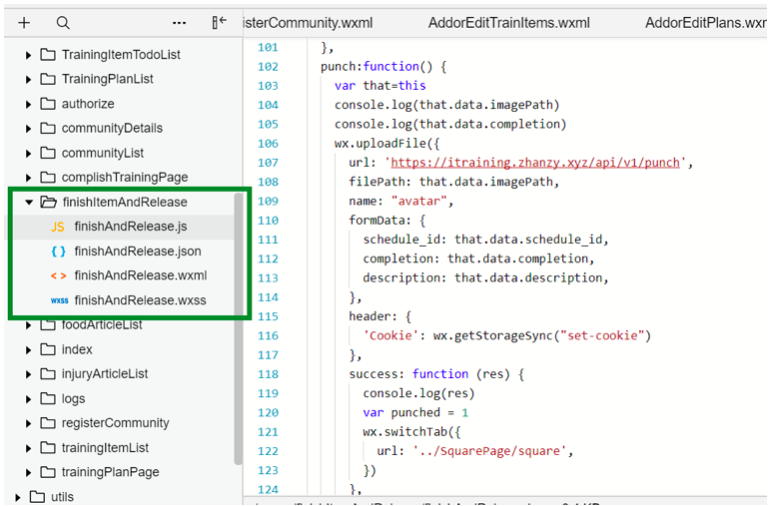 isterCommunity.wxml AddorEditTrainItems.wxml AddorEditPlans.wxm
TrainingItemTodoList
TrainingPlanList
authorize
communityDetails
communityList
complishTrainingPage
finishItemAndRelease
JS finishAndRelease.js
{ } finishAndRelease.json
< > finishAndRelease.wxml
wxss finishAndRelease.wxss
foodArticleList
index
injuryArticleList
logs
registerCommunity
trainingItemList
trainingPlanPage
utils
101 },
102 punch:function() {
103 var that=this
104 console.log(that.data.imagePath)
105 console.log(that.data.completion)
106 wx.uploadFile({
107 url: 'https://itraining.zhanzy.xyz/api/v1/punch',
108 filePath: that.data.imagePath,
109 name: "avatar",
110 formData: {
111 schedule_id: that.data.schedule_id,
112 completion: that.data.completion,
113 description: that.data.description,
114 },
115 header: {
116 'Cookie': wx.getStorageSync("set-cookie")
117 },
118 success: function (res) {
119 console.log(res)
120 var punched = 1
121 wx.switchTab({
122 url: '../SquarePage/square',
123 })
124 },